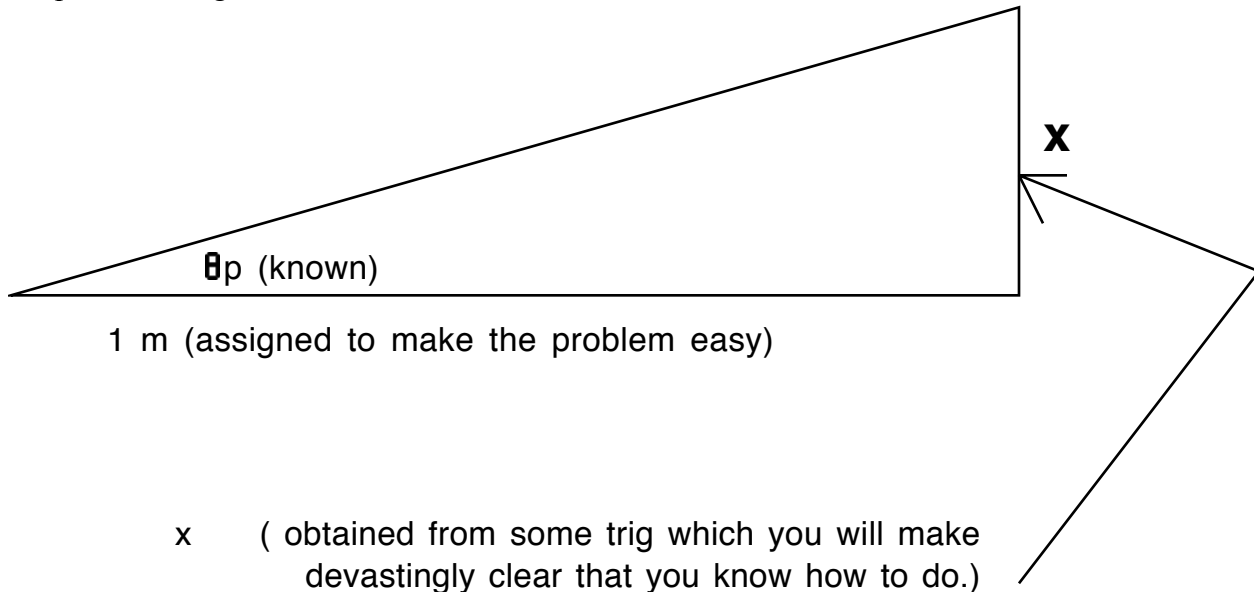 x
θp (known)
1 m (assigned to make the problem easy)
x ( obtained from some trig which you will make
devastingly clear that you know how to do.)